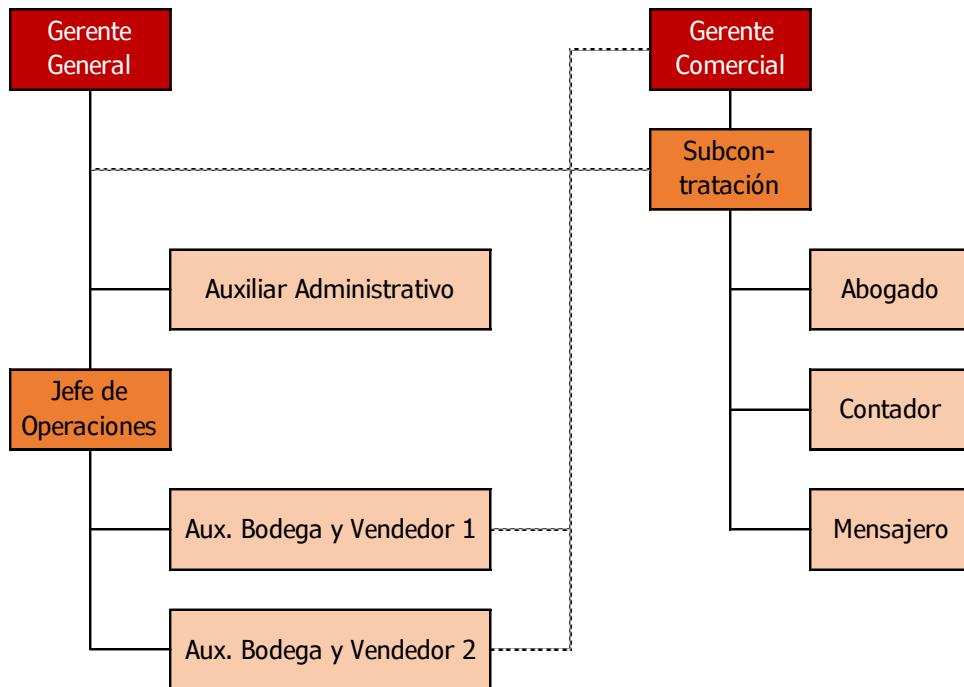 Gerente
General
Gerente
Comercial
Subcon-
tratación
Auxiliar Administrativo
Abogado
Jefe de
Operaciones
Contador
Aux. Bodega y Vendedor 1
Mensajero
Aux. Bodega y Vendedor 2